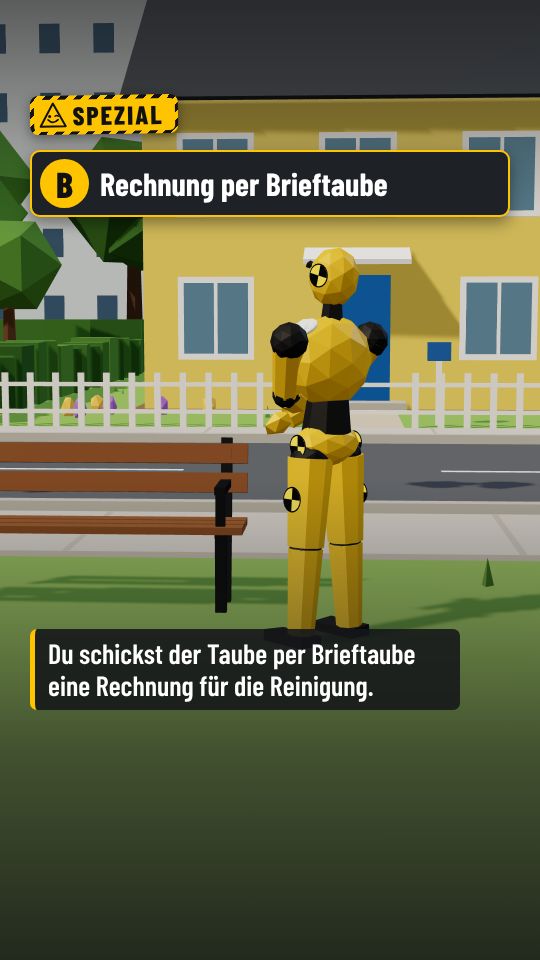 SPEZIAL
B Rechnung per Brieftaube
Du schickst der Taube per Brieftaube
eine Rechnung für die Reinigung.